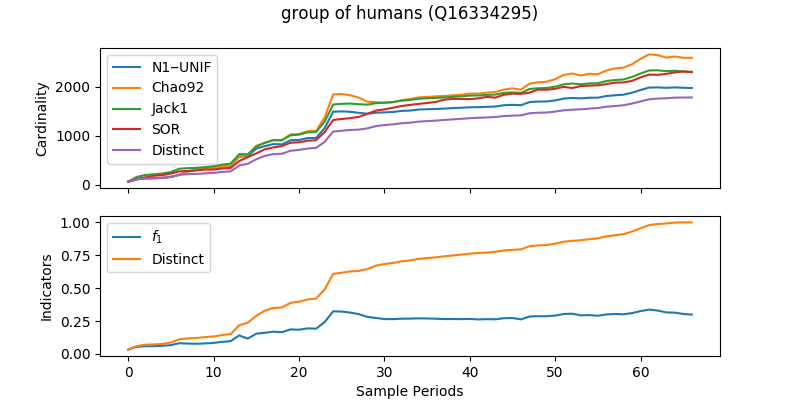 group of humans (Q16334295)
Cardinality
2000
1000
0
N1−UNIF
Chao92
Jack1
SOR
Distinct
Indicators
1.00
0.75
0.50
0.25
0.00
f₁
Distinct
0 10 20 30 40 50 60
Sample Periods